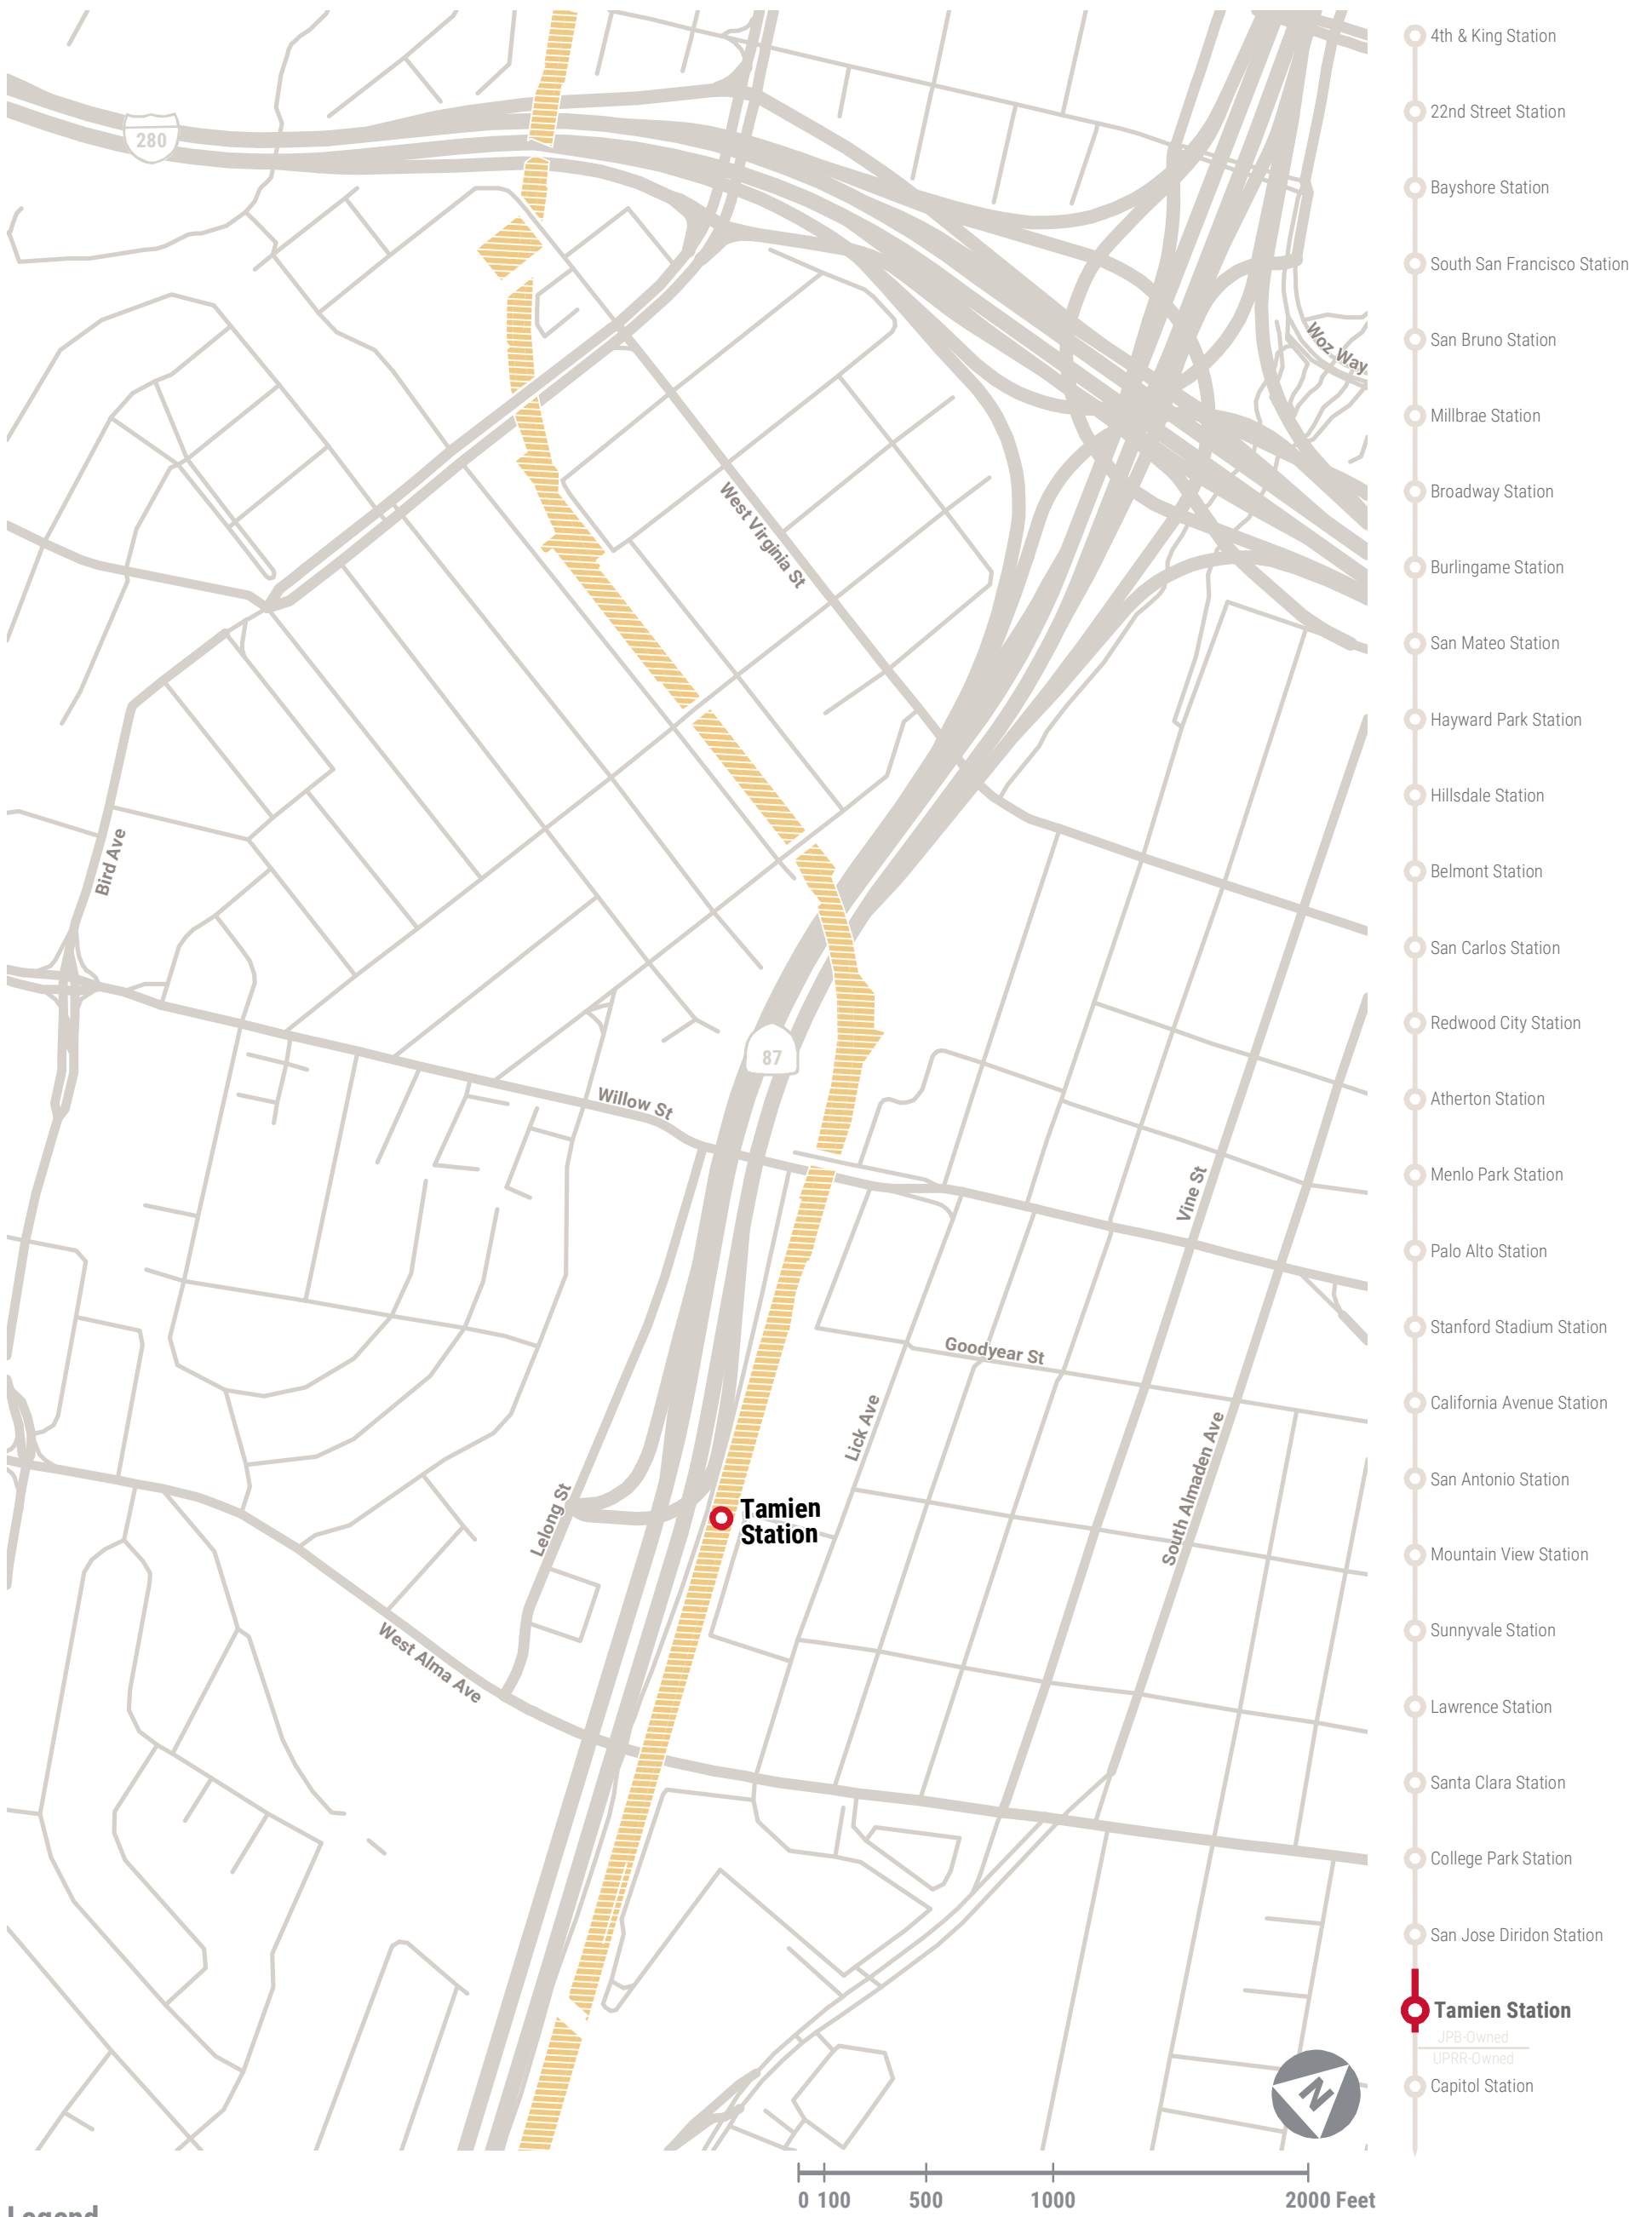 280
Woz Way
West Virginia St
Bird Ave
87
Willow St
Vine St
Goodyear St
Lick Ave
South Almaden Ave
Lelong St
Tamien
Station
West Alma Ave
N
0 100 500 1000 2000 Feet
Legend
4th & King Station
22nd Street Station
Bayshore Station
South San Francisco Station
San Bruno Station
Millbrae Station
Broadway Station
Burlingame Station
San Mateo Station
Hayward Park Station
Hillsdale Station
Belmont Station
San Carlos Station
Redwood City Station
Atherton Station
Menlo Park Station
Palo Alto Station
Stanford Stadium Station
California Avenue Station
San Antonio Station
Mountain View Station
Sunnyvale Station
Lawrence Station
Santa Clara Station
College Park Station
San Jose Diridon Station
Tamien Station
JPB-Owned
UPRR-Owned
Capitol Station